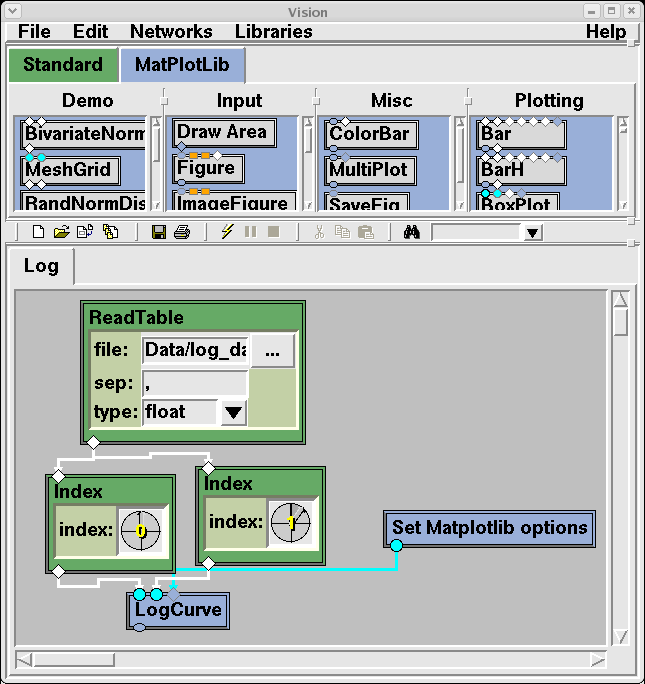 Vision
File Edit Networks Libraries Help
Standard MatPlotLib
Demo Input Misc Plotting
BivariateNorm Draw Area ColorBar Bar
MeshGrid Figure MultiPlot BarH
RandNormDis ImageFigure SaveFig BoxPlot
Log
ReadTable
file: Data/log_da ...
sep: ,
type: float
Index Index
index: index:
Set Matplotlib options
LogCurve